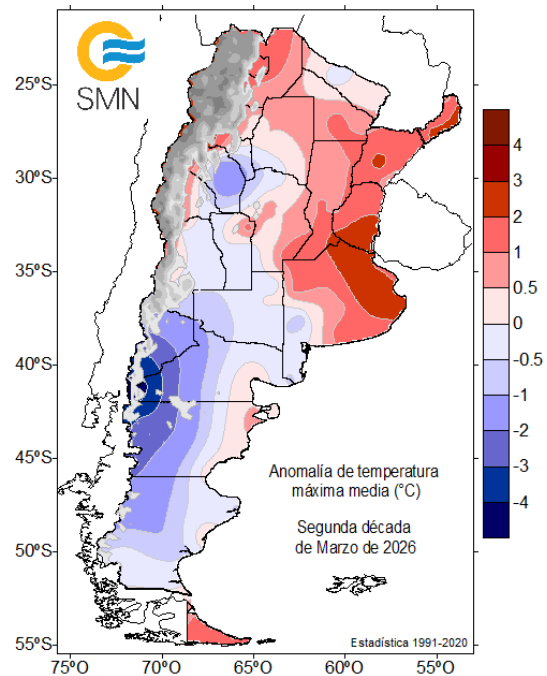 SMN
25ºS
30ºS
35ºS
40ºS
45ºS
50ºS
55ºS
75ºO
70ºO
65ºO
60ºO
55ºO
4
3
2
1
0.5
0
-0.5
-1
-2
-3
-4
Anomalía de temperatura
máxima media (°C)
Segunda década
de Marzo de 2026
Estadística 1991-2020